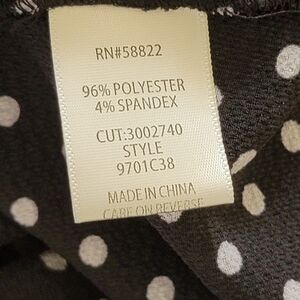 RN#58822
96% POLYESTER
4% SPANDEX
CUT:3002740
STYLE
9701C38
MADE IN CHINA
CARE ON REVERSE